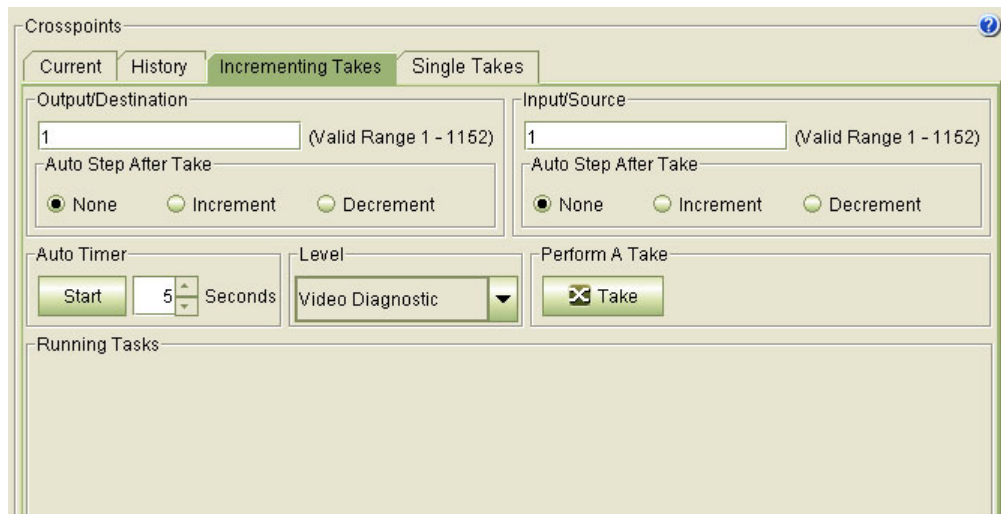 Crosspoints
?
Current History Incrementing Takes Single Takes
Output/Destination
1 (Valid Range 1 - 1152)
Auto Step After Take
None Increment Decrement
Input/Source
1 (Valid Range 1 - 1152)
Auto Step After Take
None Increment Decrement
Auto Timer
Start 5 Seconds
Level
Video Diagnostic
Perform A Take
Take
Running Tasks